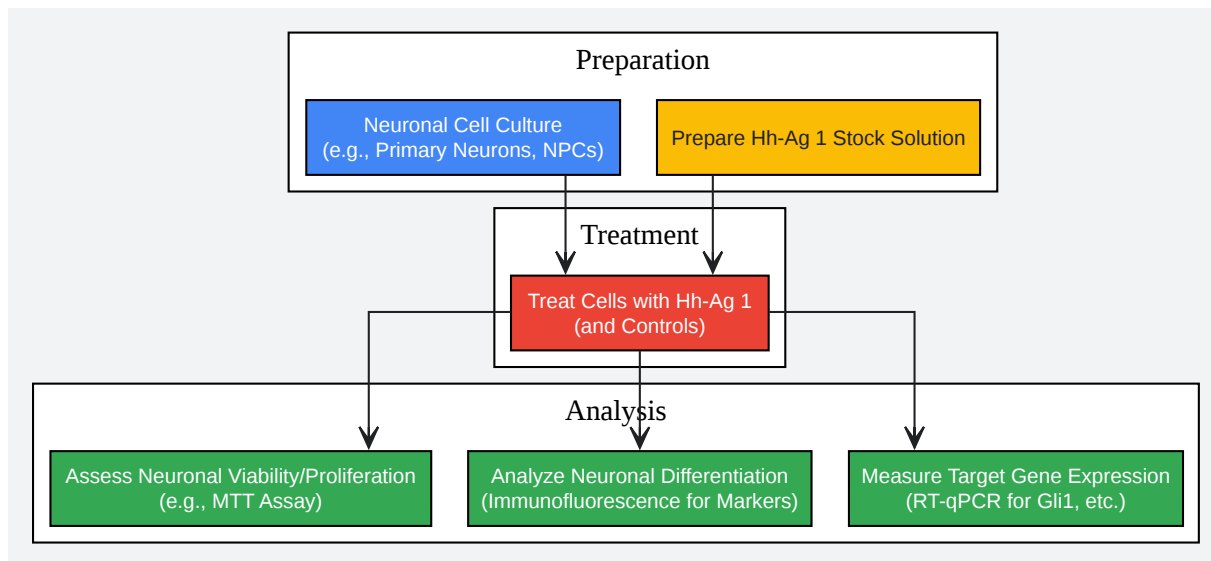 Preparation
Neuronal Cell Culture
(e.g., Primary Neurons, NPCs)
Prepare Hh-Ag 1 Stock Solution
Treatment
Treat Cells with Hh-Ag 1
(and Controls)
Analysis
Assess Neuronal Viability/Proliferation
(e.g., MTT Assay)
Analyze Neuronal Differentiation
(Immunofluorescence for Markers)
Measure Target Gene Expression
(RT-qPCR for Gli1, etc.)